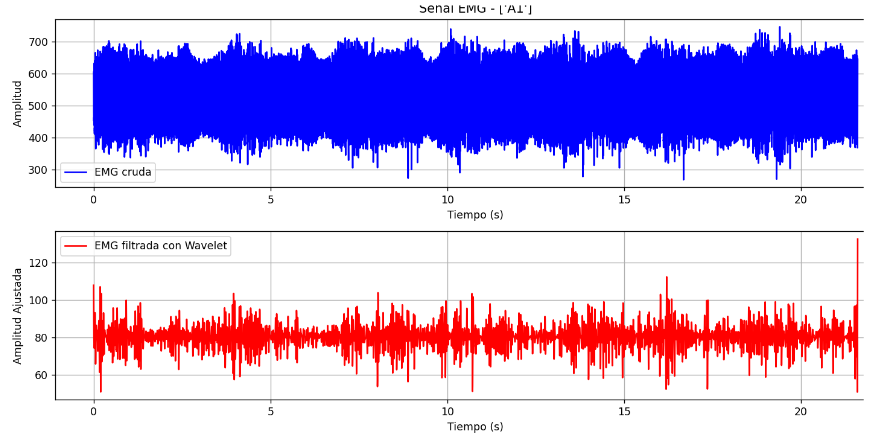 Señal EMG - ['A1']
700
600
500
400
300
Amplitud
EMG cruda
0 5 10 15 20
Tiempo (s)
EMG filtrada con Wavelet
120
100
80
60
Amplitud Ajustada
0 5 10 15 20
Tiempo (s)